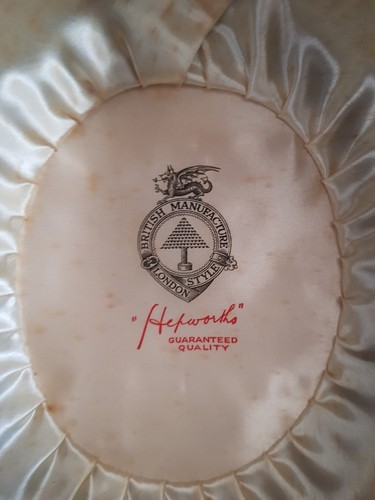 BRITISH MANUFACTURE
LONDON STYLE
"Hepworths"
GUARANTEED
QUALITY